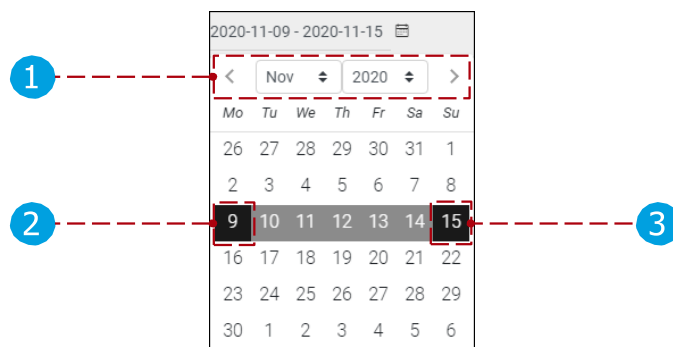 2020-11-09 - 2020-11-15
1
Nov 2020
Mo Tu We Th Fr Sa Su
26 27 28 29 30 31 1
2 3 4 5 6 7 8
2 9 10 11 12 13 14 15 3
16 17 18 19 20 21 22
23 24 25 26 27 28 29
30 1 2 3 4 5 6